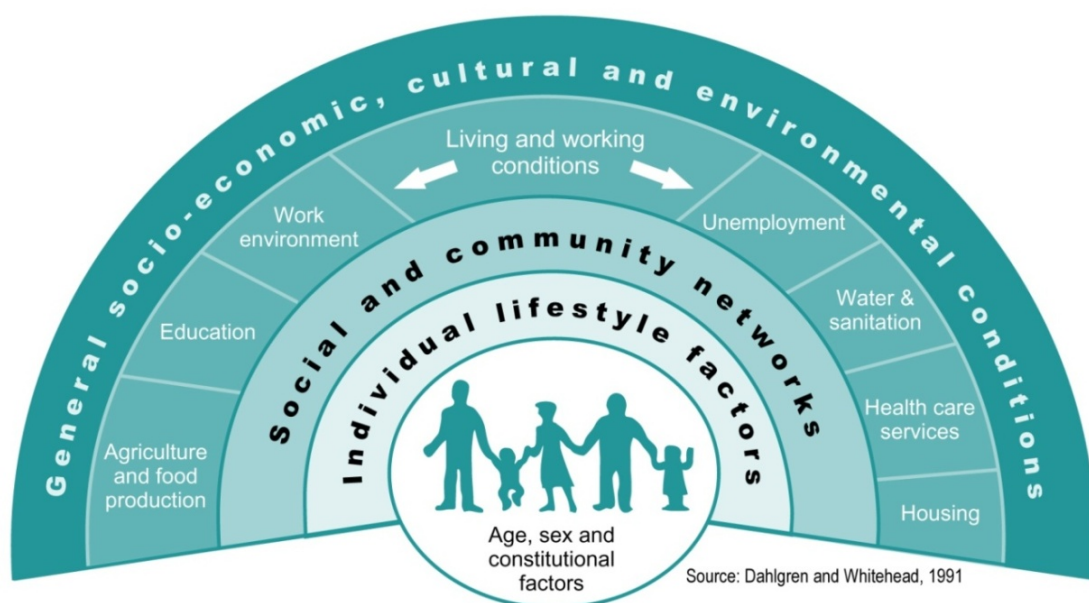 General socio-economic, cultural and environmental conditions
Living and working
conditions
Work
environment
Unemployment
Education
Water &
sanitation
Agriculture
and food
production
Health care
services
Housing
Social and community networks
Individual lifestyle factors
Age, sex and
constitutional
factors
Source: Dahlgren and Whitehead, 1991